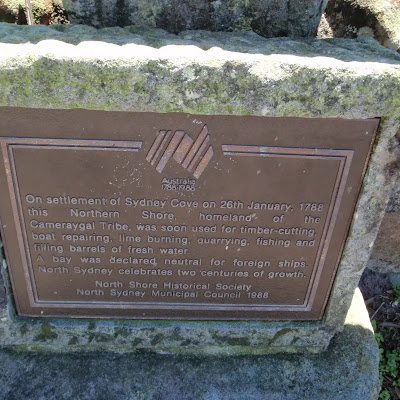 Australia
1788-1988
On settlement of Sydney Cove on 26th January, 1788
this Northern Shore, homeland of the
Cameraygal Tribe, was soon used for timber-cutting,
boat repairing, lime burning, quarrying, fishing and
filling barrels of fresh water.
A bay was declared neutral for foreign ships.
North Sydney celebrates two centuries of growth.
North Shore Historical Society
North Sydney Municipal Council 1988